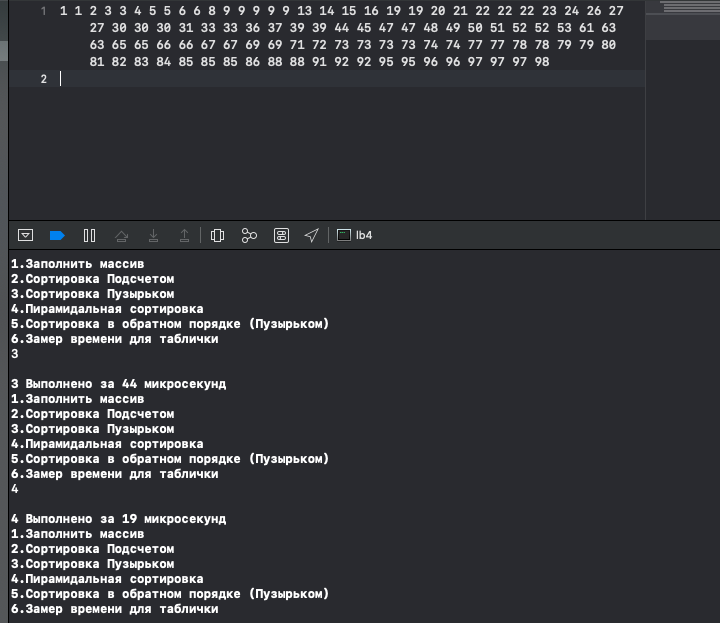 1 1 1 2 3 3 4 5 5 6 6 8 9 9 9 9 9 13 14 15 16 19 19 20 21 22 22 22 23 24 26 27
27 30 30 30 31 33 33 36 37 39 39 44 45 47 47 48 49 50 51 52 52 53 61 63
63 65 65 66 66 67 67 69 69 71 72 73 73 73 73 74 74 77 77 78 78 79 79 80
81 82 83 84 85 85 85 86 88 88 91 92 92 95 95 96 96 97 97 97 98
2
lb4
1.Заполнить массив
2.Сортировка Подсчетом
3.Сортировка Пузырьком
4.Пирамидальная сортировка
5.Сортировка в обратном порядке (Пузырьком)
6.Замер времени для таблички
3
3 Выполнено за 44 микросекунд
1.Заполнить массив
2.Сортировка Подсчетом
3.Сортировка Пузырьком
4.Пирамидальная сортировка
5.Сортировка в обратном порядке (Пузырьком)
6.Замер времени для таблички
4
4 Выполнено за 19 микросекунд
1.Заполнить массив
2.Сортировка Подсчетом
3.Сортировка Пузырьком
4.Пирамидальная сортировка
5.Сортировка в обратном порядке (Пузырьком)
6.Замер времени для таблички